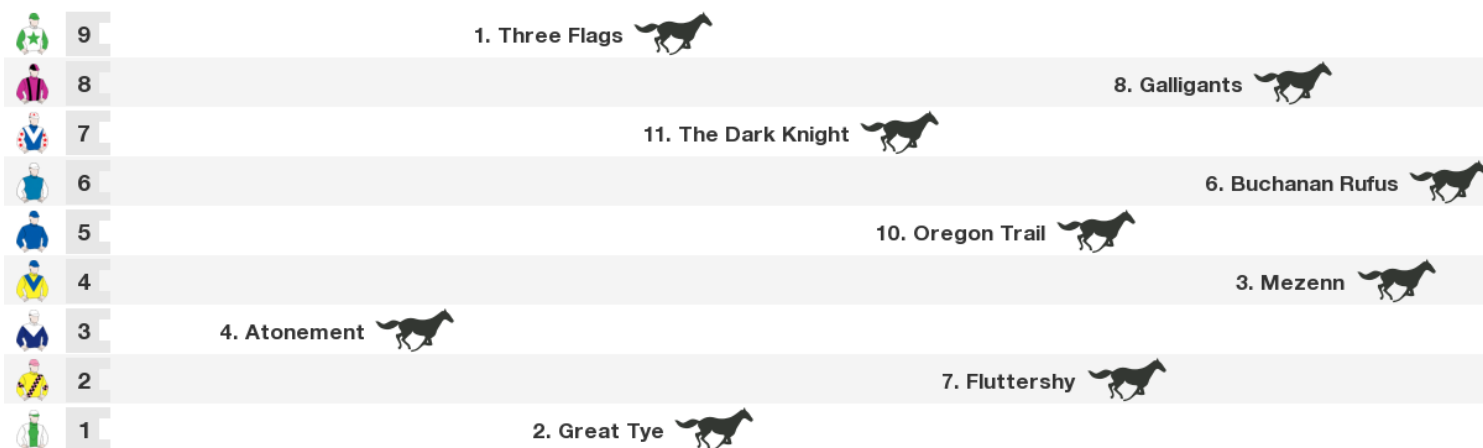 9 1. Three Flags
8 8. Galligants
7 11. The Dark Knight
6 6. Buchanan Rufus
5 10. Oregon Trail
4 3. Mezenn
3 4. Atonement
2 7. Fluttershy
1 2. Great Tye